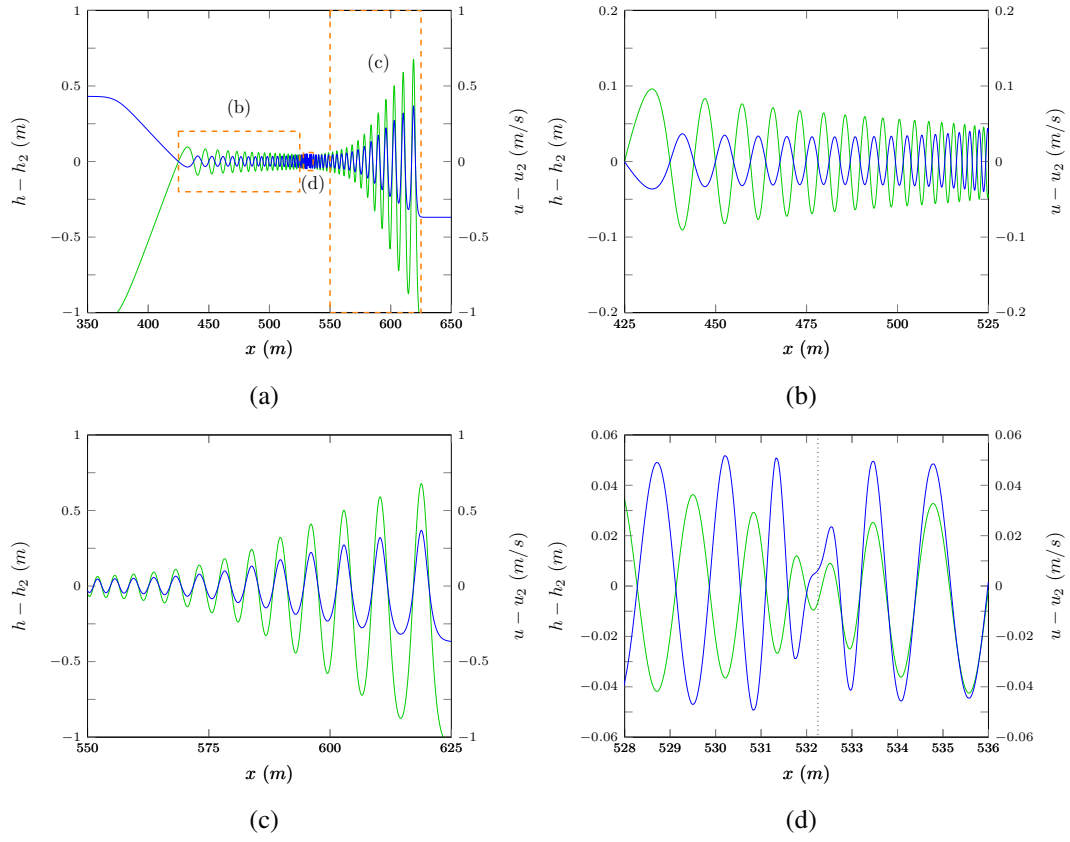 1
0.5
0
−0.5
−1
h − h₂ (m)
1
0.5
0
−0.5
−1
u − u₂ (m/s)
(b)
(c)
(d)
350 400 450 500 550 600 650
x (m)
(a)
0.2
0.1
0
−0.1
−0.2
h − h₂ (m)
0.2
0.1
0
−0.1
−0.2
u − u₂ (m/s)
425 450 475 500 525
x (m)
(b)
1
0.5
0
−0.5
−1
h − h₂ (m)
1
0.5
0
−0.5
−1
u − u₂ (m/s)
550 575 600 625
x (m)
(c)
0.06
0.04
0.02
0
−0.02
−0.04
−0.06
h − h₂ (m)
0.06
0.04
0.02
0
−0.02
−0.04
−0.06
u − u₂ (m/s)
528 529 530 531 532 533 534 535 536
x (m)
(d)